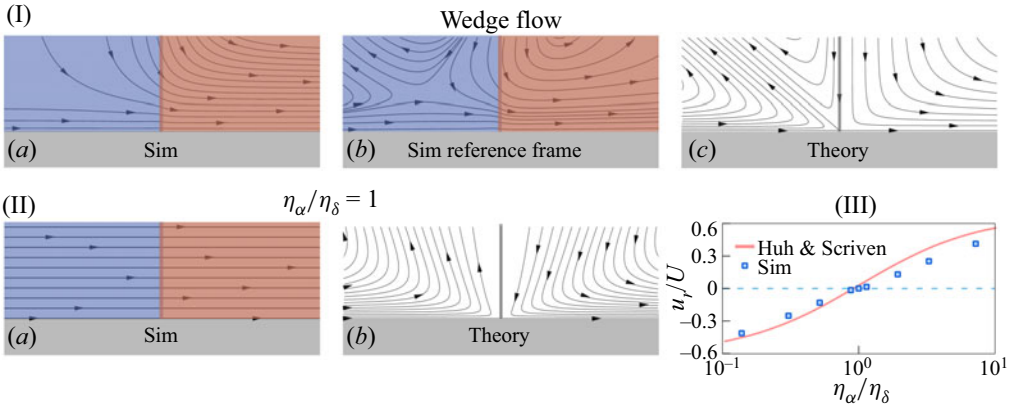 (I)
Wedge flow
(a)
Sim
(b)
Sim reference frame
(c)
Theory
(II)
ηα/ηδ = 1
(a)
Sim
(b)
Theory
(III)
0.6
0.3
0
−0.3
−0.6
ur/U
Huh & Scriven
Sim
10−1
100
101
ηα/ηδ